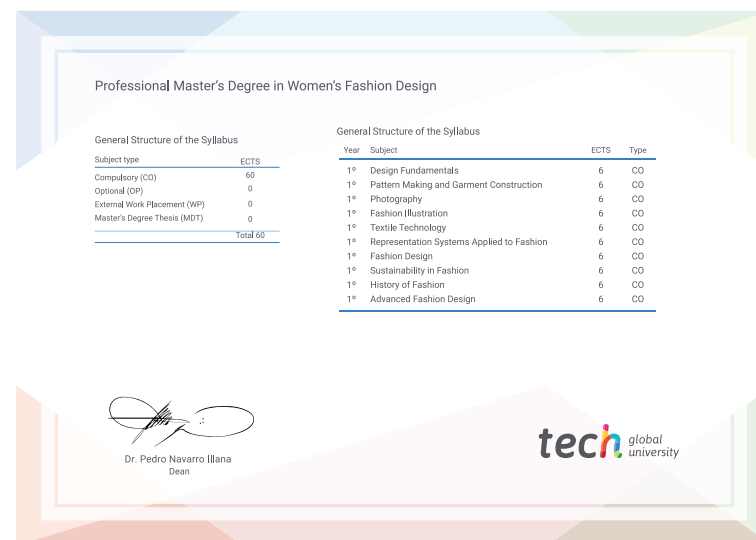 Professional Master's Degree in Women's Fashion Design
General Structure of the Syllabus
Subject type ECTS
Compulsory (CO) 60
Optional (OP) 0
External Work Placement (WP) 0
Master's Degree Thesis (MDT) 0
Total 60
General Structure of the Syllabus
Year Subject ECTS Type
1º Design Fundamentals 6 CO
1º Pattern Making and Garment Construction 6 CO
1º Photography 6 CO
1º Fashion Illustration 6 CO
1º Textile Technology 6 CO
1º Representation Systems Applied to Fashion 6 CO
1º Fashion Design 6 CO
1º Sustainability in Fashion 6 CO
1º History of Fashion 6 CO
1º Advanced Fashion Design 6 CO
Dr. Pedro Navarro Illana
Dean
tech global
university